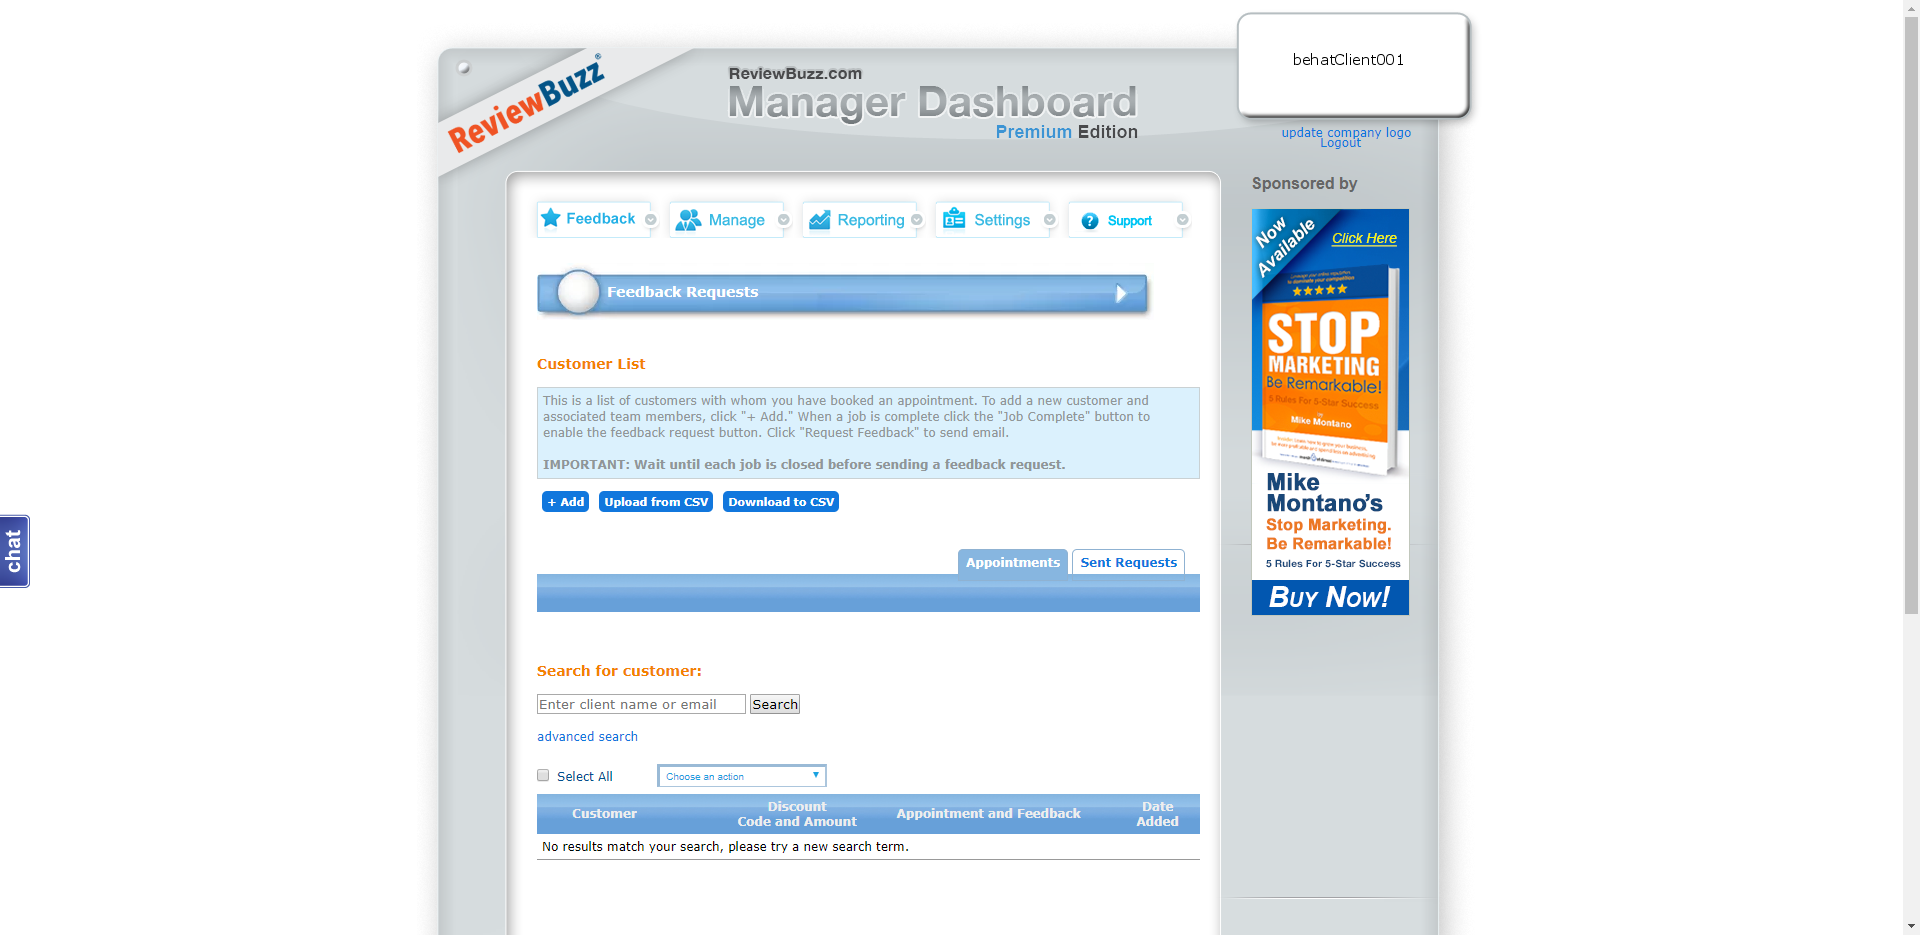 behatClient001
ReviewBuzz®
ReviewBuzz.com
Manager Dashboard
Premium Edition
update company logo
Logout
Feedback
Manage
Reporting
Settings
Support
Feedback Requests
Customer List
This is a list of customers with whom you have booked an appointment. To add a new customer and
associated team members, click "+ Add." When a job is complete click the "Job Complete" button to
enable the feedback request button. Click "Request Feedback" to send email.
IMPORTANT: Wait until each job is closed before sending a feedback request.
+ Add
Upload from CSV
Download to CSV
chat
Appointments
Sent Requests
Search for customer:
Enter client name or email
Search
advanced search
Select All
Choose an action
Customer
Discount
Code and Amount
Appointment and Feedback
Date
Added
No results match your search, please try a new search term.
Sponsored by
Now
Available
Click Here
STOP
MARKETING
Be Remarkable!
5 Rules For 5-Star Success
Mike Montano
Mike
Montano's
Stop Marketing.
Be Remarkable!
5 Rules For 5-Star Success
Buy Now!